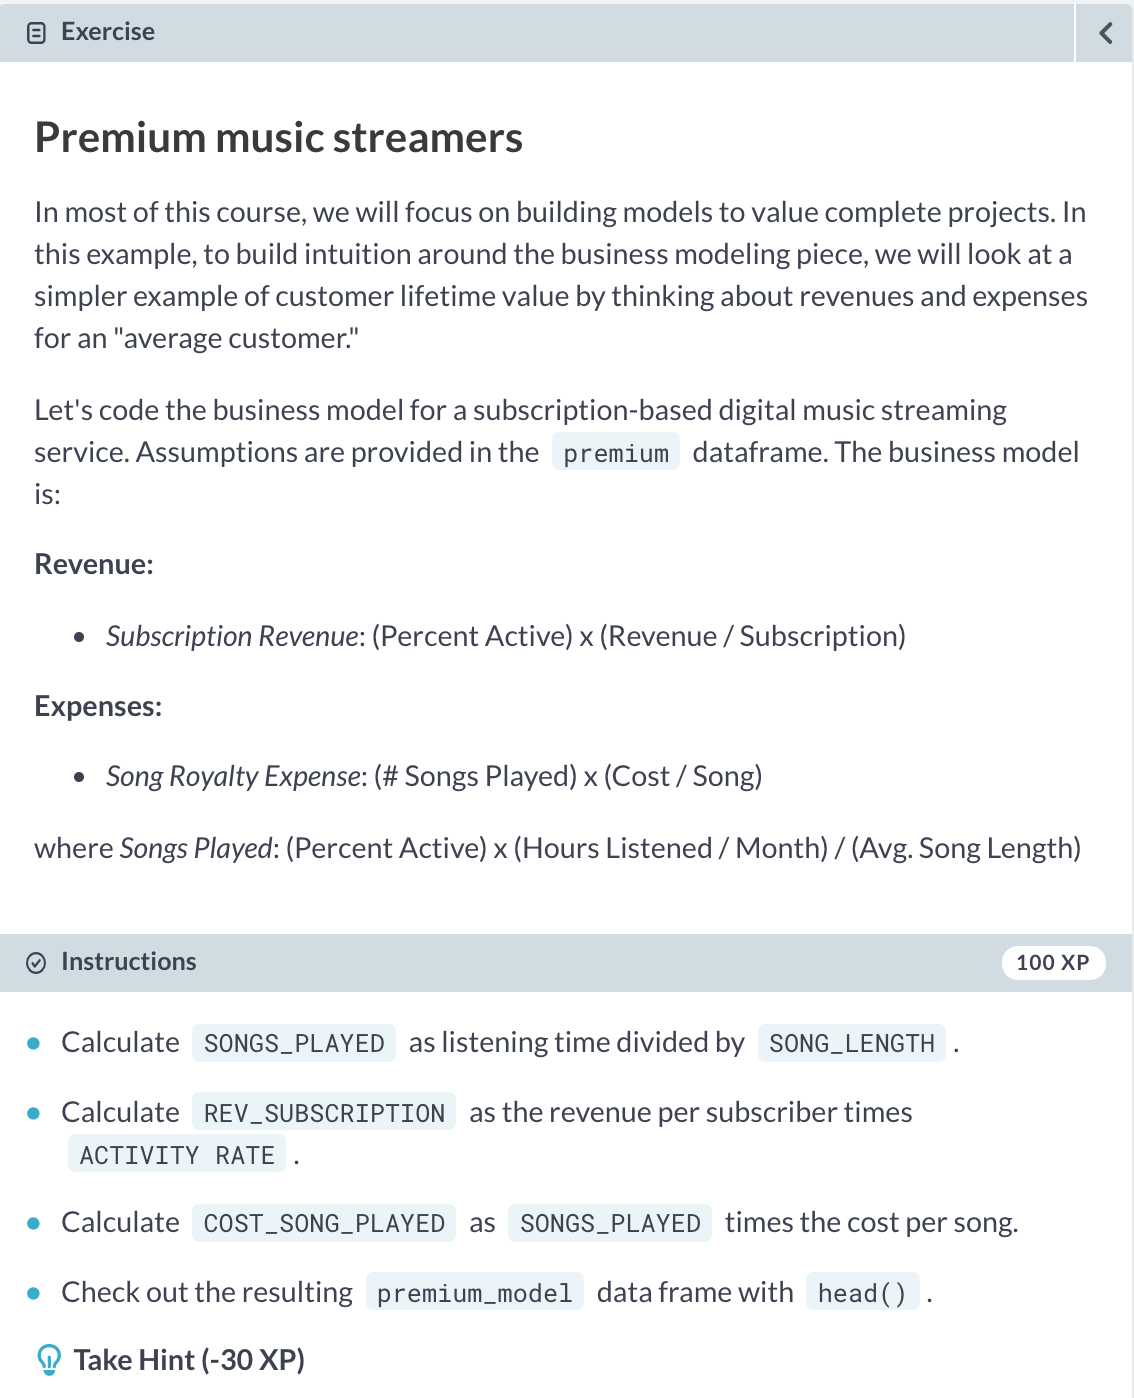 Exercise
Premium music streamers
In most of this course, we will focus on building models to value complete projects. In
this example, to build intuition around the business modeling piece, we will look at a
simpler example of customer lifetime value by thinking about revenues and expenses
for an "average customer."
Let's code the business model for a subscription-based digital music streaming
service. Assumptions are provided in the premium dataframe. The business model
is:
Revenue:
• Subscription Revenue: (Percent Active) x (Revenue / Subscription)
Expenses:
• Song Royalty Expense: (# Songs Played) x (Cost / Song)
where Songs Played: (Percent Active) x (Hours Listened / Month) / (Avg. Song Length)
Instructions
100 XP
• Calculate SONGS_PLAYED as listening time divided by SONG_LENGTH .
• Calculate REV_SUBSCRIPTION as the revenue per subscriber times
ACTIVITY RATE .
• Calculate COST_SONG_PLAYED as SONGS_PLAYED times the cost per song.
• Check out the resulting premium_model data frame with head() .
Take Hint (-30 XP)